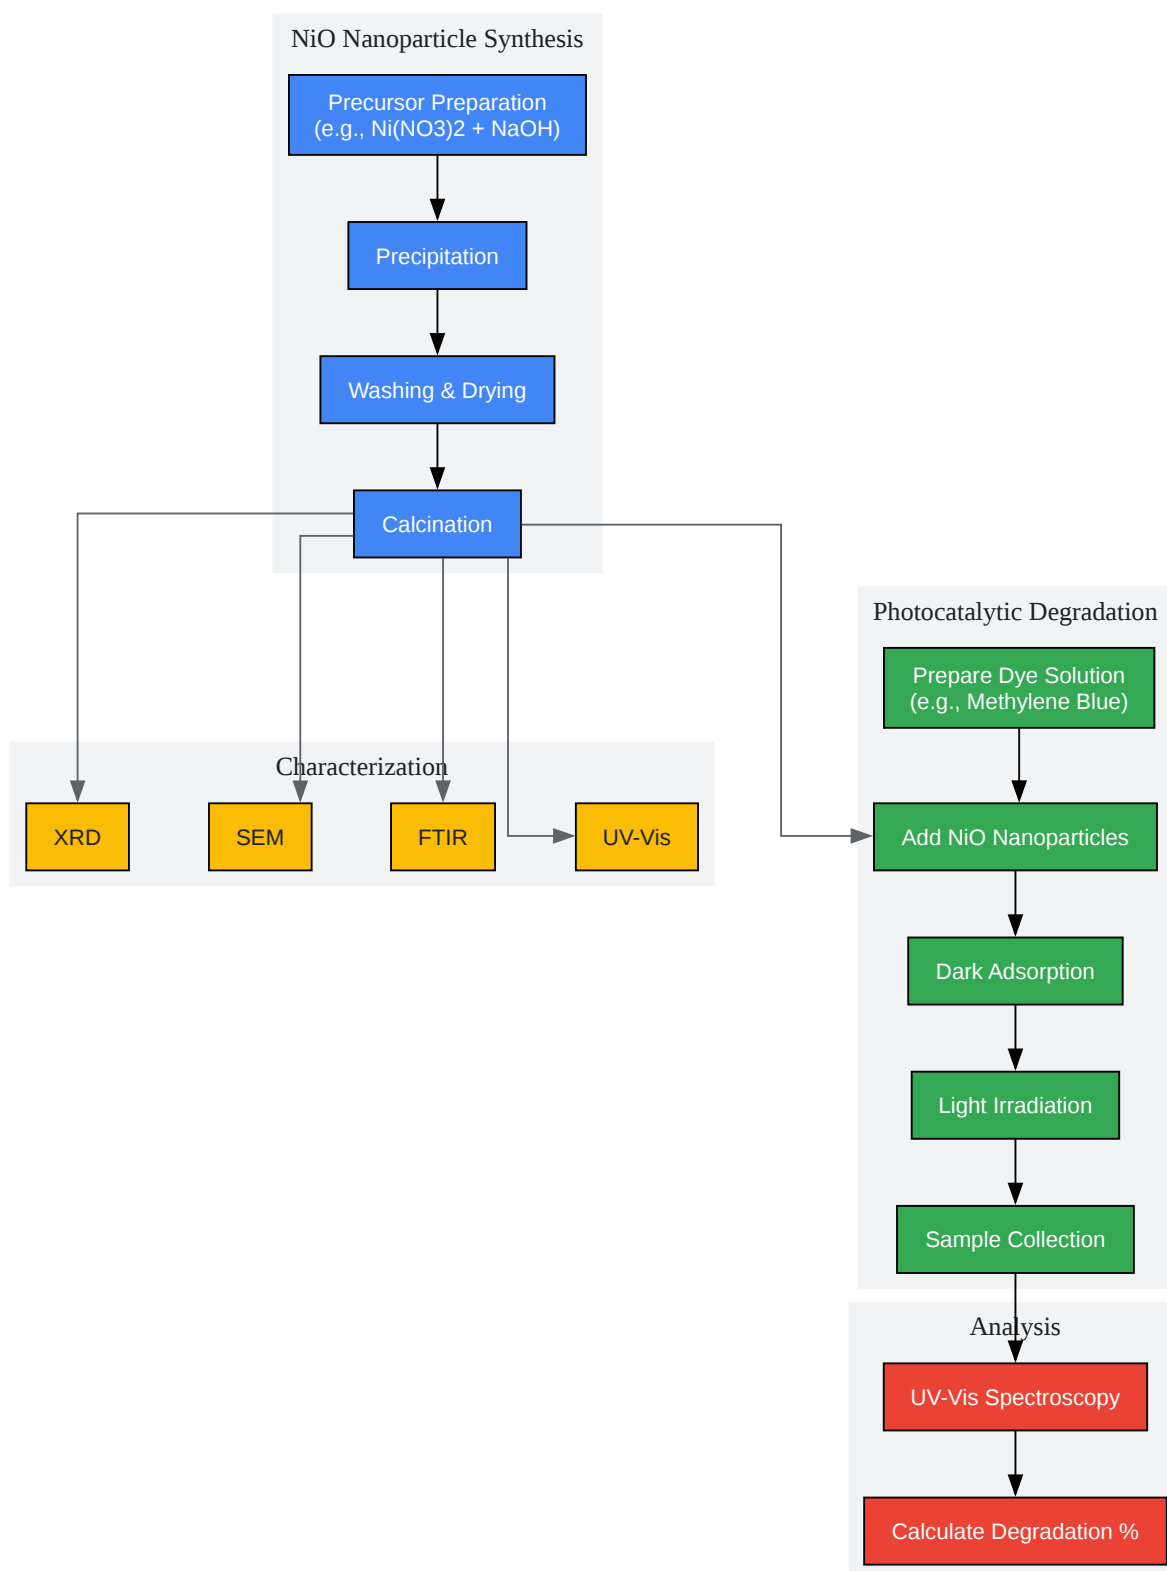 NiO Nanoparticle Synthesis
Precursor Preparation
(e.g., Ni(NO3)2 + NaOH)
Precipitation
Washing & Drying
Calcination
Characterization
XRD
SEM
FTIR
UV-Vis
Photocatalytic Degradation
Prepare Dye Solution
(e.g., Methylene Blue)
Add NiO Nanoparticles
Dark Adsorption
Light Irradiation
Sample Collection
Analysis
UV-Vis Spectroscopy
Calculate Degradation %